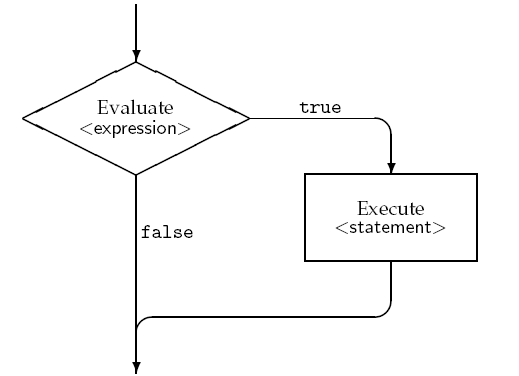 Evaluate
<expression>
true
Execute
<statement>
false